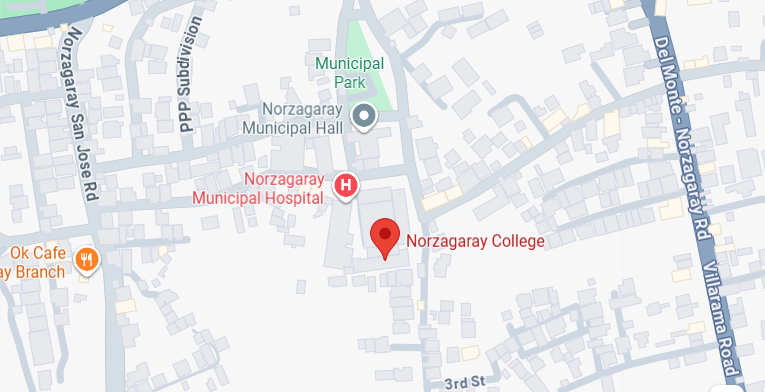 Norzagaray San Jose Rd
PPP Subdivision
Municipal
Park
Norzagaray
Municipal Hall
Del Monte - Norzagaray Rd
Norzagaray
Municipal Hospital
H
Norzagaray College
Ok Cafe
ay Branch
Villarama Road
3rd St